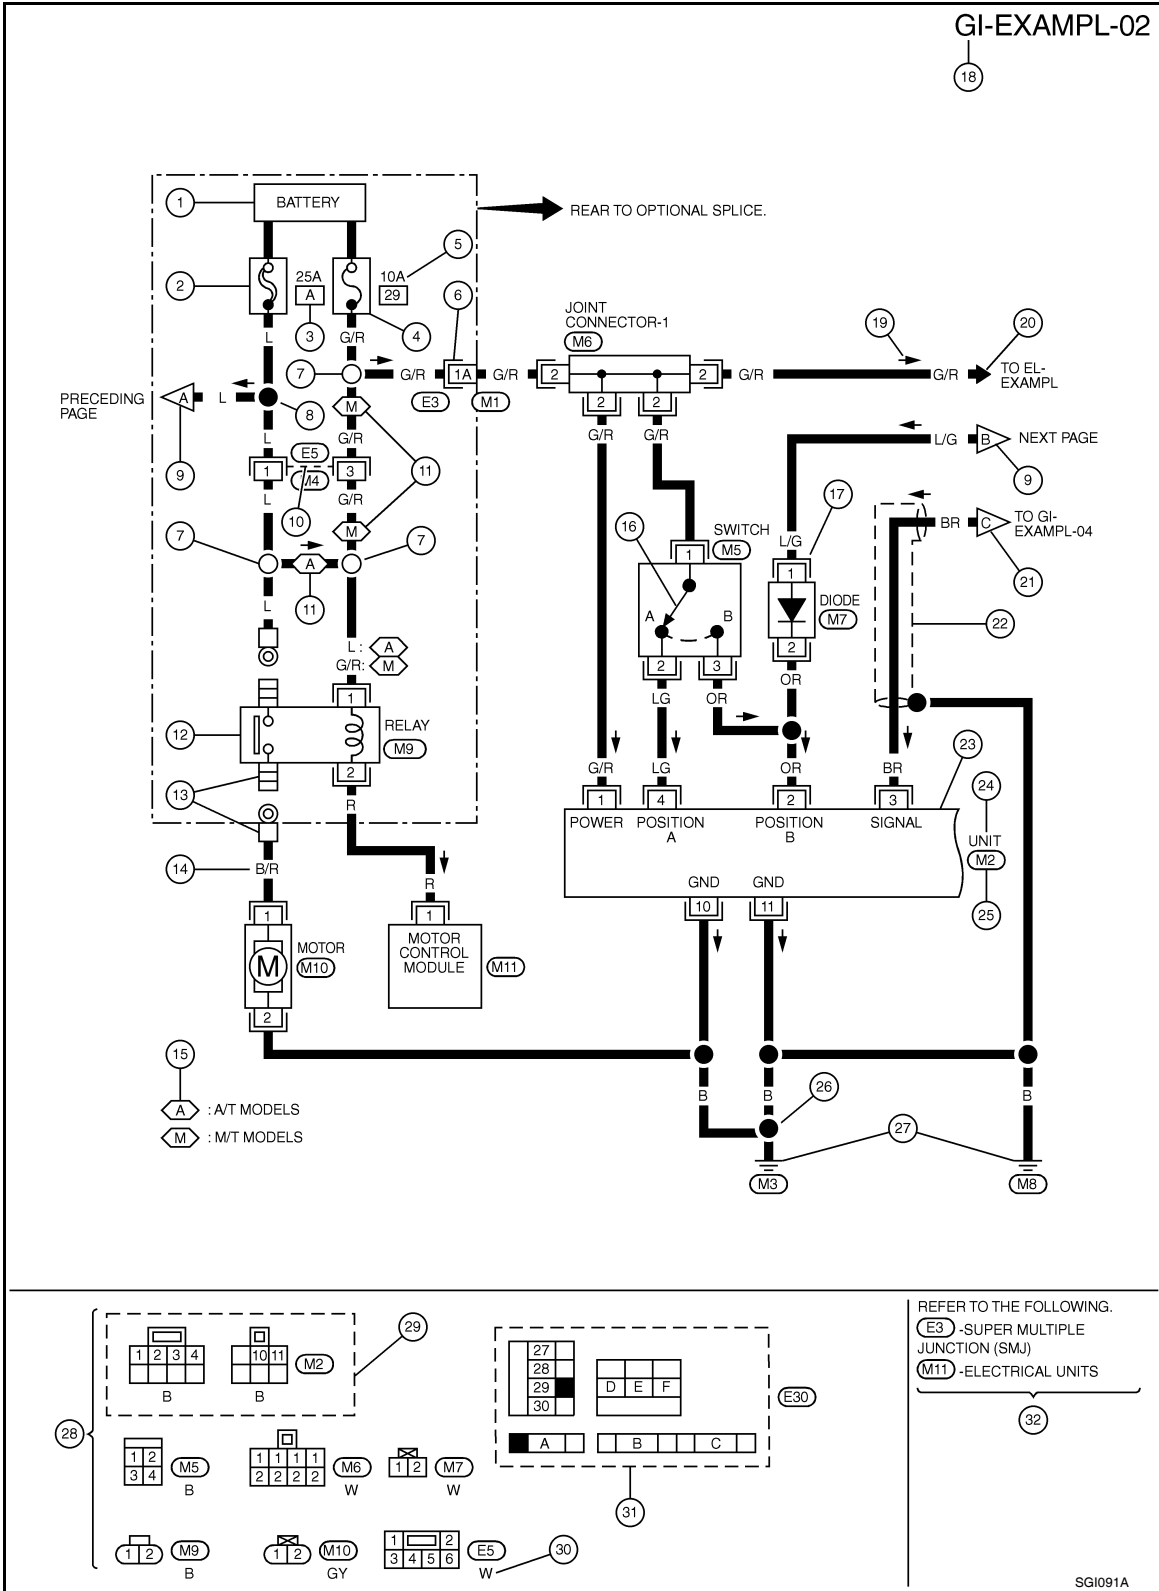 GI-EXAMPL-02
18
1
BATTERY
REAR TO OPTIONAL SPLICE.
5
2
25A
A
10A
29
6
3
4
JOINT
CONNECTOR-1
M6
19
20
L
G/R
7
G/R
1A
G/R
2
2
G/R
G/R
TO EL-
EXAMPL
E3
M1
PRECEDING
PAGE
A
L
8
M
2
2
G/R
G/R
L
G/R
L/G
B
NEXT PAGE
9
E5
1
3
M4
11
9
L
G/R
10
17
16
BR
C
TO GI-
EXAMPL-04
7
M
7
SWITCH
M5
L/G
A
1
1
21
11
L
A
B
DIODE
M7
22
L :
A
G/R:
M
2
3
2
LG
OR
OR
1
12
RELAY
M9
23
2
G/R
LG
OR
BR
13
R
1
4
2
3
24
POWER
POSITION
A
POSITION
B
SIGNAL
UNIT
M2
14
B/R
R
GND
GND
10
11
25
1
1
MOTOR
M10
M
MOTOR
CONTROL
MODULE
M11
2
15
B
B
B
26
A
: A/T MODELS
M
: M/T MODELS
27
M3
M8
REFER TO THE FOLLOWING.
E3
-SUPER MULTIPLE
JUNCTION (SMJ)
M11
-ELECTRICAL UNITS
32
29
1 2 3 4
10 11
M2
B
B
27
28
29
30
D E F
E30
A
B
C
31
28
1 2
3 4
M5
B
1 1 1 1
2 2 2 2
M6
W
1 2
M7
W
1 2
M9
B
1 2
M10
GY
1 2
3 4 5 6
E5
W
30
SGI091A